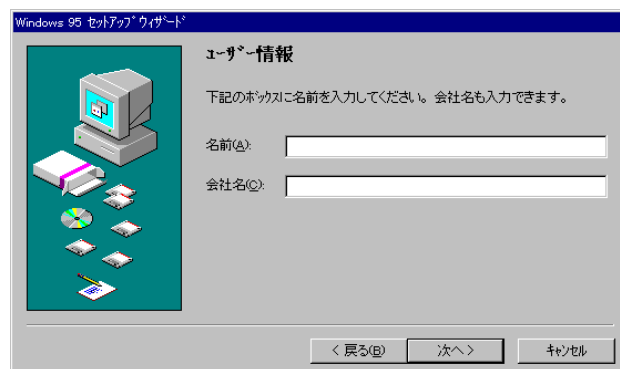 Windows 95 ｾｯﾄｱｯﾌﾟ ｳｨｻﾞｰﾄﾞ
ﾕｰｻﾞｰ情報
下記のﾎﾞｯｸｽに名前を入力してください。会社名も入力できます。
名前(A):
会社名(C):
< 戻る(B)
次へ >
ｷｬﾝｾﾙ